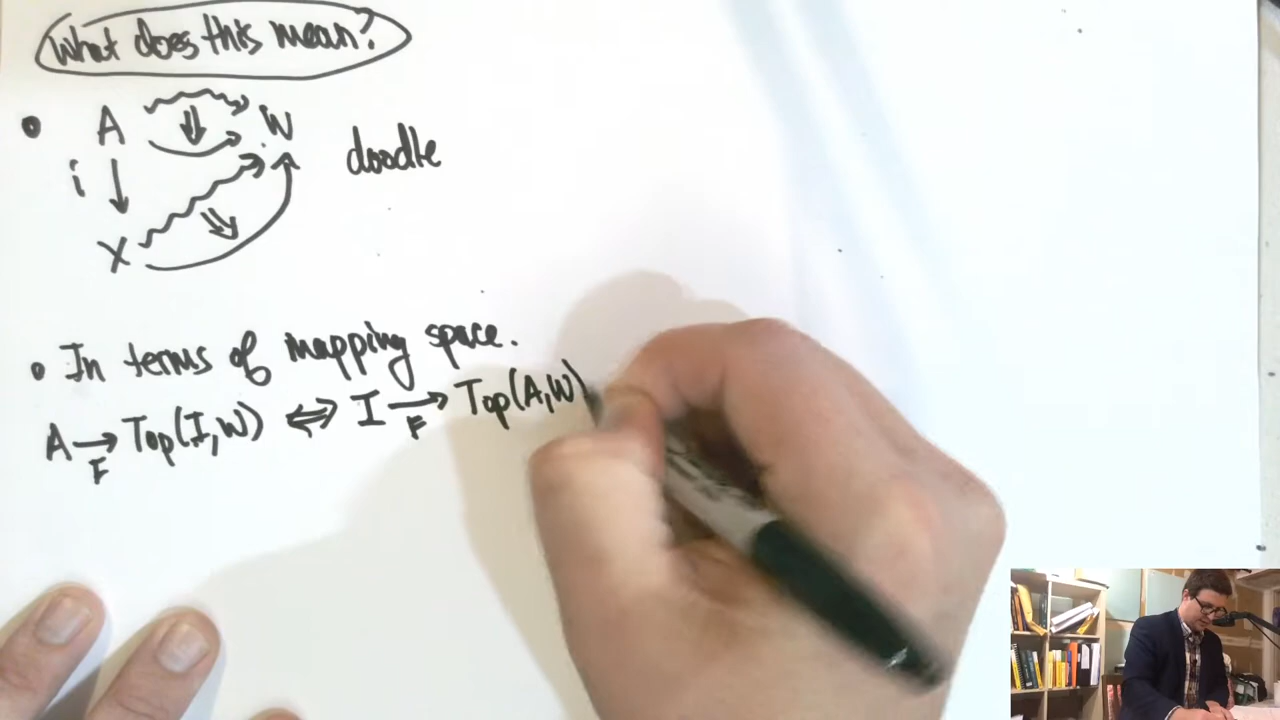 What does this mean?
• A ⇓ W doodle
i ↓
X ⇘
• In terms of mapping space.
A →F Top(I,W) ⇔ I →F Top(A,W)